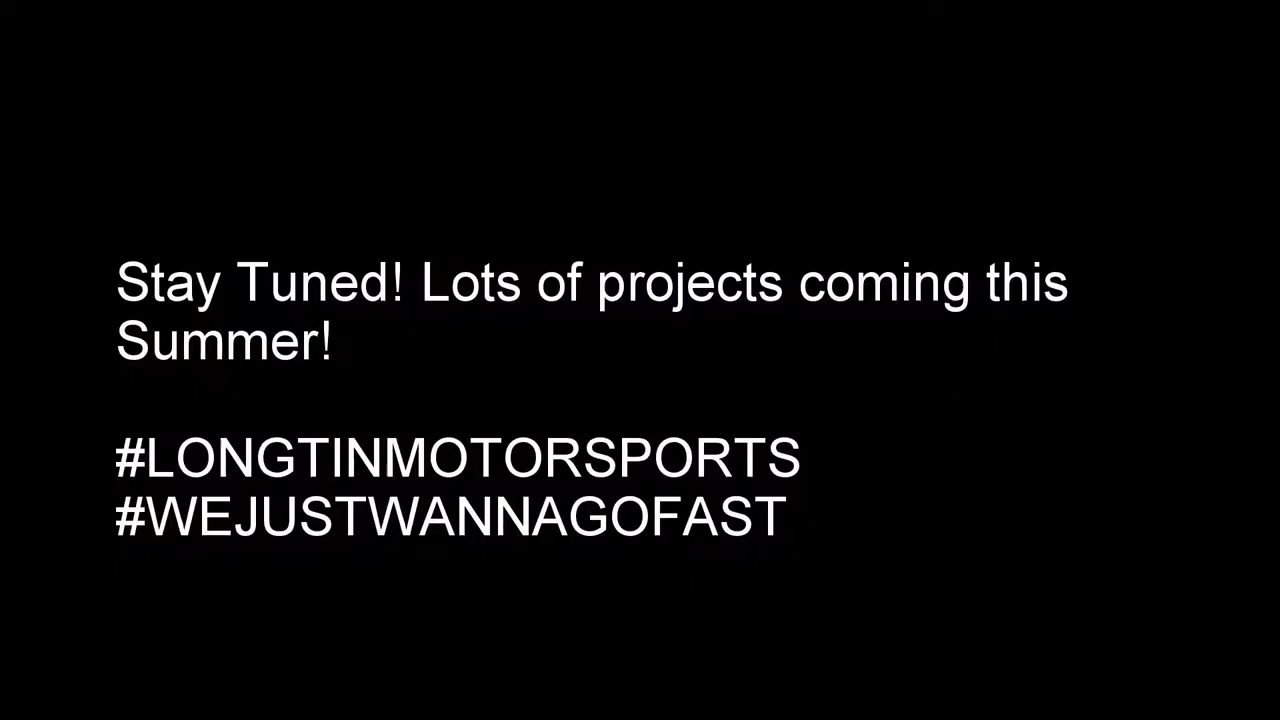 Stay Tuned! Lots of projects coming this
Summer!
#LONGTINMOTORSPORTS
#WEJUSTWANNAGOFAST